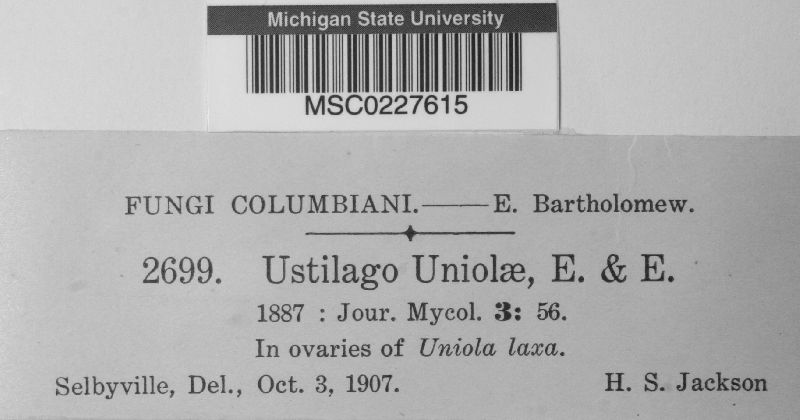 Michigan State University
MSC0227615
FUNGI COLUMBIANI.——E. Bartholomew.
2699. Ustilago Uniolæ, E. & E.
1887 : Jour. Mycol. 3: 56.
In ovaries of Uniola laxa.
Selbyville, Del., Oct. 3, 1907. H. S. Jackson